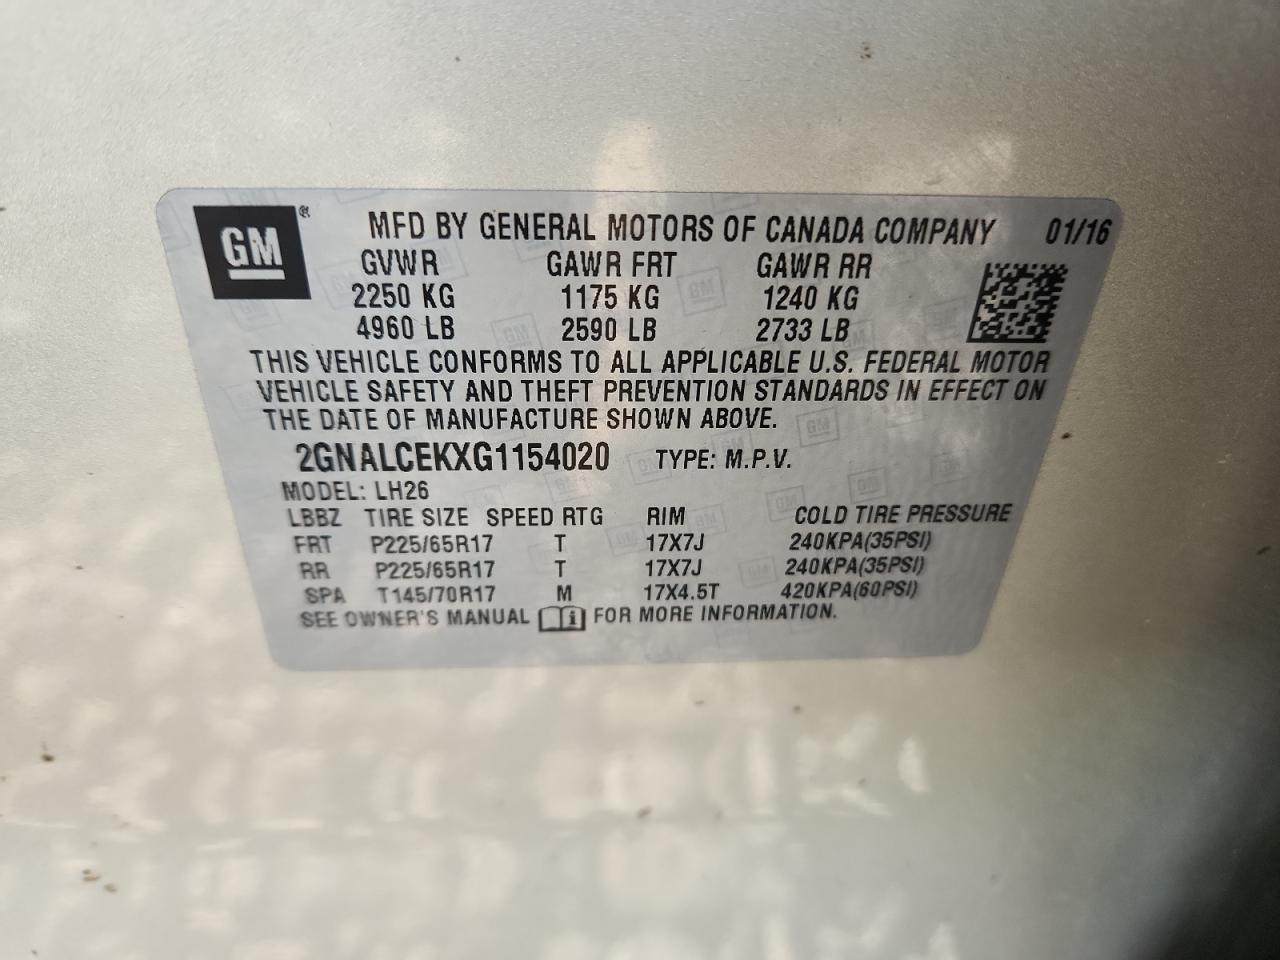 GM® MFD BY GENERAL MOTORS OF CANADA COMPANY 01/16
GVWR GAWR FRT GAWR RR
2250 KG 1175 KG 1240 KG
4960 LB 2590 LB 2733 LB
THIS VEHICLE CONFORMS TO ALL APPLICABLE U.S. FEDERAL MOTOR
VEHICLE SAFETY AND THEFT PREVENTION STANDARDS IN EFFECT ON
THE DATE OF MANUFACTURE SHOWN ABOVE.
2GNALCEKXG1154020 TYPE: M.P.V.
MODEL: LH26
LBBZ TIRE SIZE SPEED RTG RIM COLD TIRE PRESSURE
FRT P225/65R17 T 17X7J 240KPA(35PSI)
RR P225/65R17 T 17X7J 240KPA(35PSI)
SPA T145/70R17 M 17X4.5T 420KPA(60PSI)
SEE OWNER'S MANUAL i FOR MORE INFORMATION.